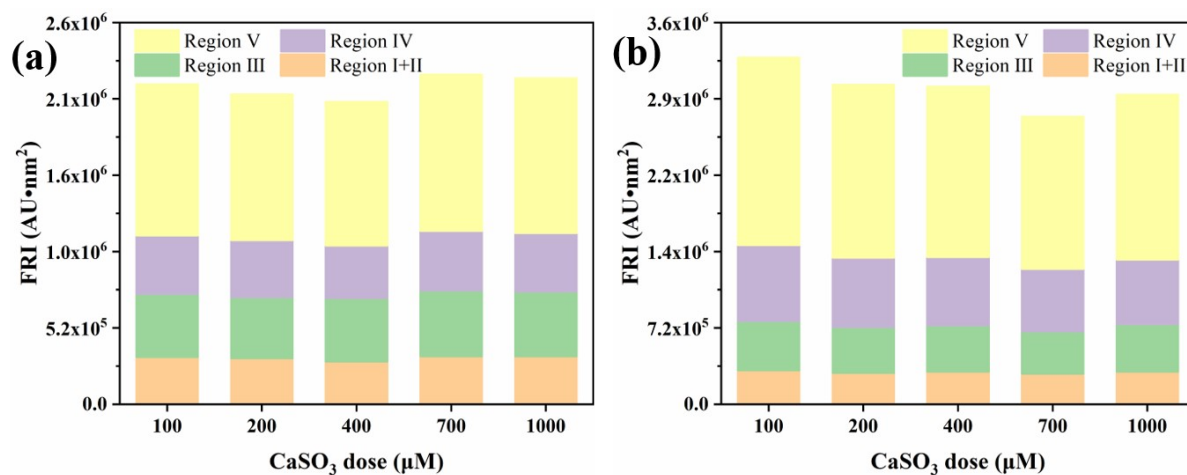 (a)
Region V
Region IV
Region III
Region I+II
FRI (AU•nm²)
2.6x10⁶
2.1x10⁶
1.6x10⁶
1.0x10⁶
5.2x10⁵
0.0
100 200 400 700 1000
CaSO₃ dose (μM)
(b)
Region V
Region IV
Region III
Region I+II
FRI (AU•nm²)
3.6x10⁶
2.9x10⁶
2.2x10⁶
1.4x10⁶
7.2x10⁵
0.0
100 200 400 700 1000
CaSO₃ dose (μM)